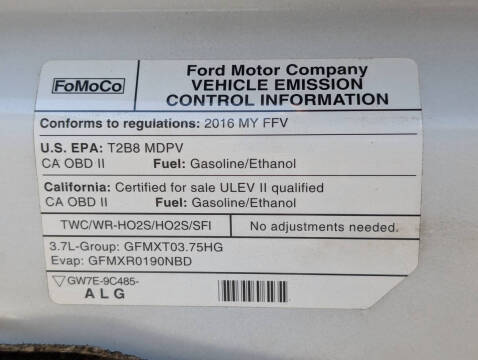 FoMoCo
Ford Motor Company
VEHICLE EMISSION
CONTROL INFORMATION
Conforms to regulations: 2016 MY FFV
U.S. EPA: T2B8 MDPV
CA OBD II Fuel: Gasoline/Ethanol
California: Certified for sale ULEV II qualified
CA OBD II Fuel: Gasoline/Ethanol
TWC/WR-HO2S/HO2S/SFI No adjustments needed.
3.7L-Group: GFMXT03.75HG
Evap: GFMXR0190NBD
GW7E-9C485-
A L G